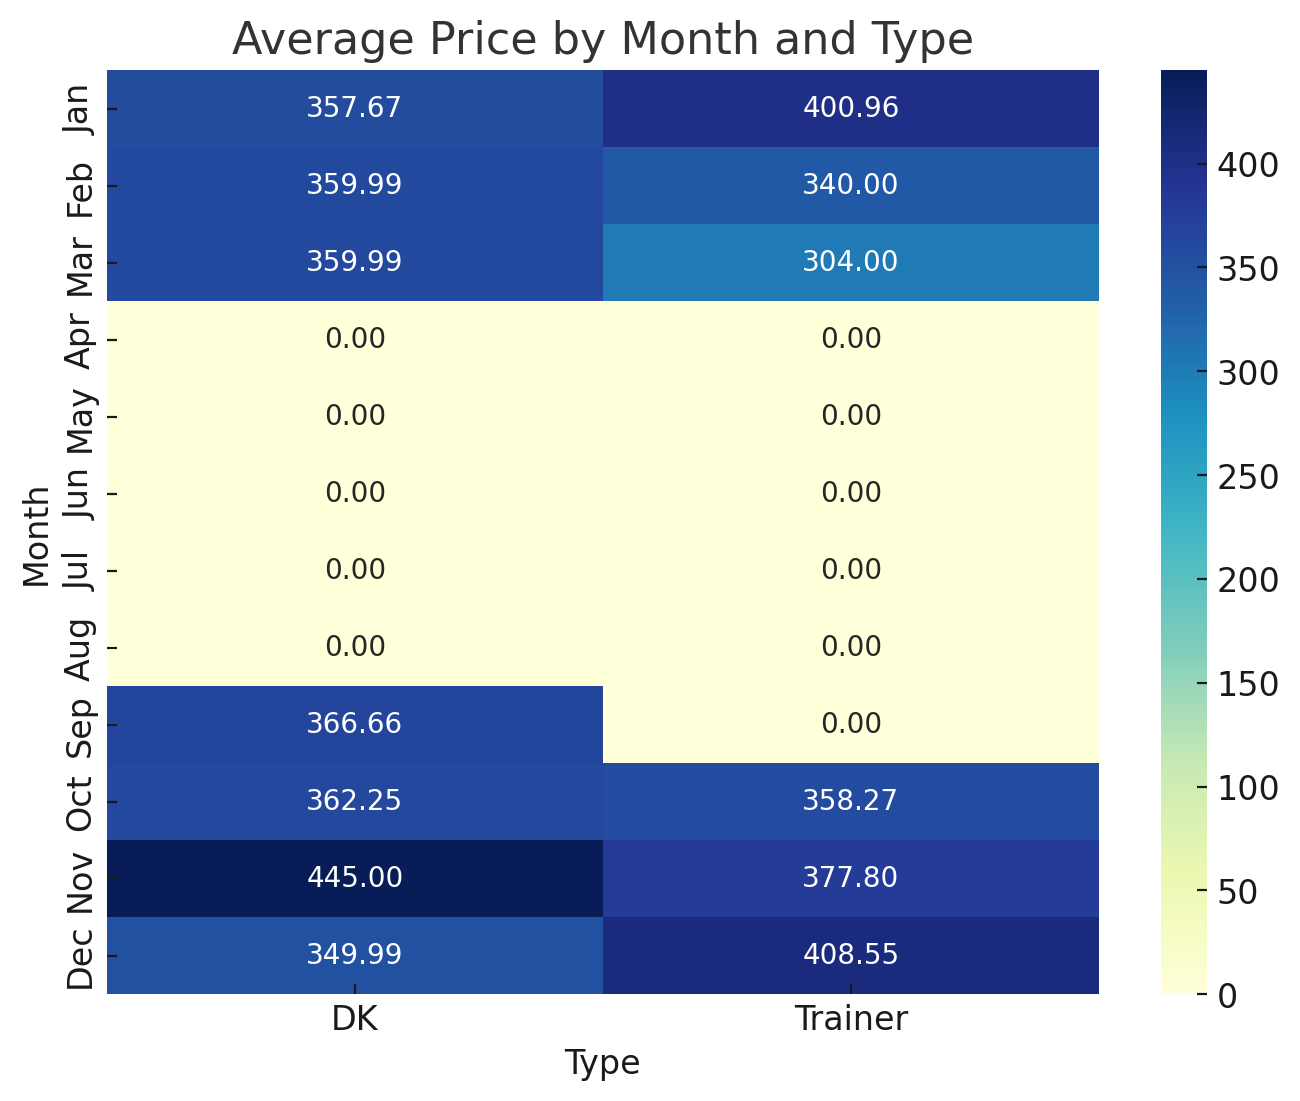 Average Price by Month and Type
Month
Jan 357.67 400.96
Feb 359.99 340.00
Mar 359.99 304.00
Apr 0.00 0.00
May 0.00 0.00
Jun 0.00 0.00
Jul 0.00 0.00
Aug 0.00 0.00
Sep 366.66 0.00
Oct 362.25 358.27
Nov 445.00 377.80
Dec 349.99 408.55
DK Trainer
Type
400
350
300
250
200
150
100
50
0